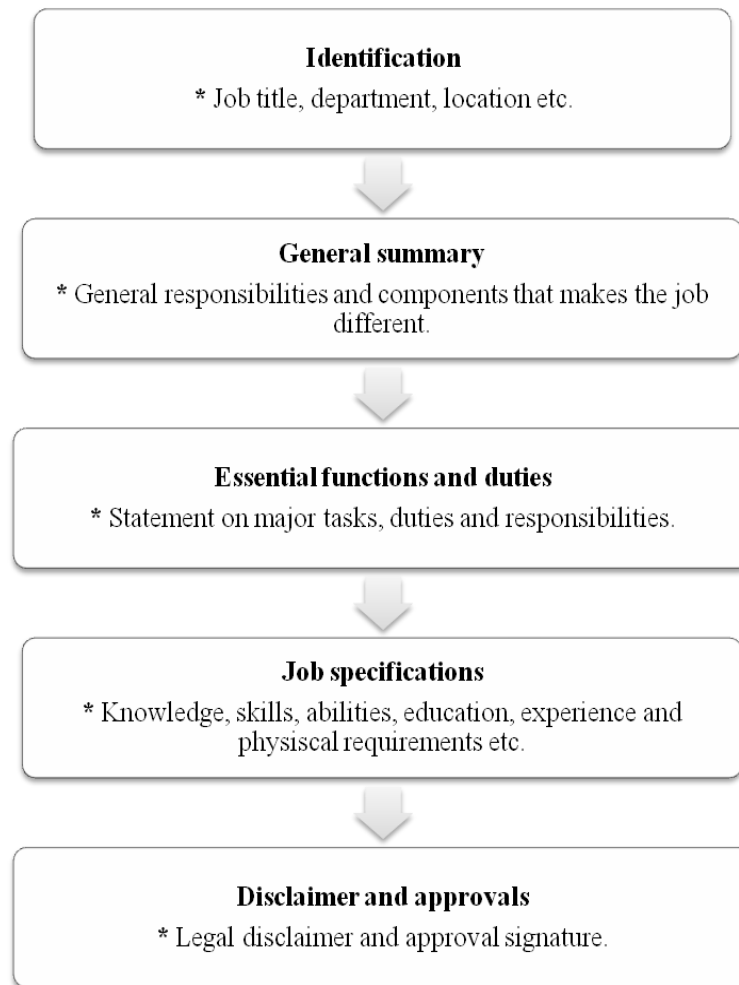 Identification
* Job title, department, location etc.
General summary
* General responsibilities and components that makes the job
different.
Essential functions and duties
* Statement on major tasks, duties and responsibilities.
Job specifications
* Knowledge, skills, abilities, education, experience and
physiscal requirements etc.
Disclaimer and approvals
* Legal disclaimer and approval signature.